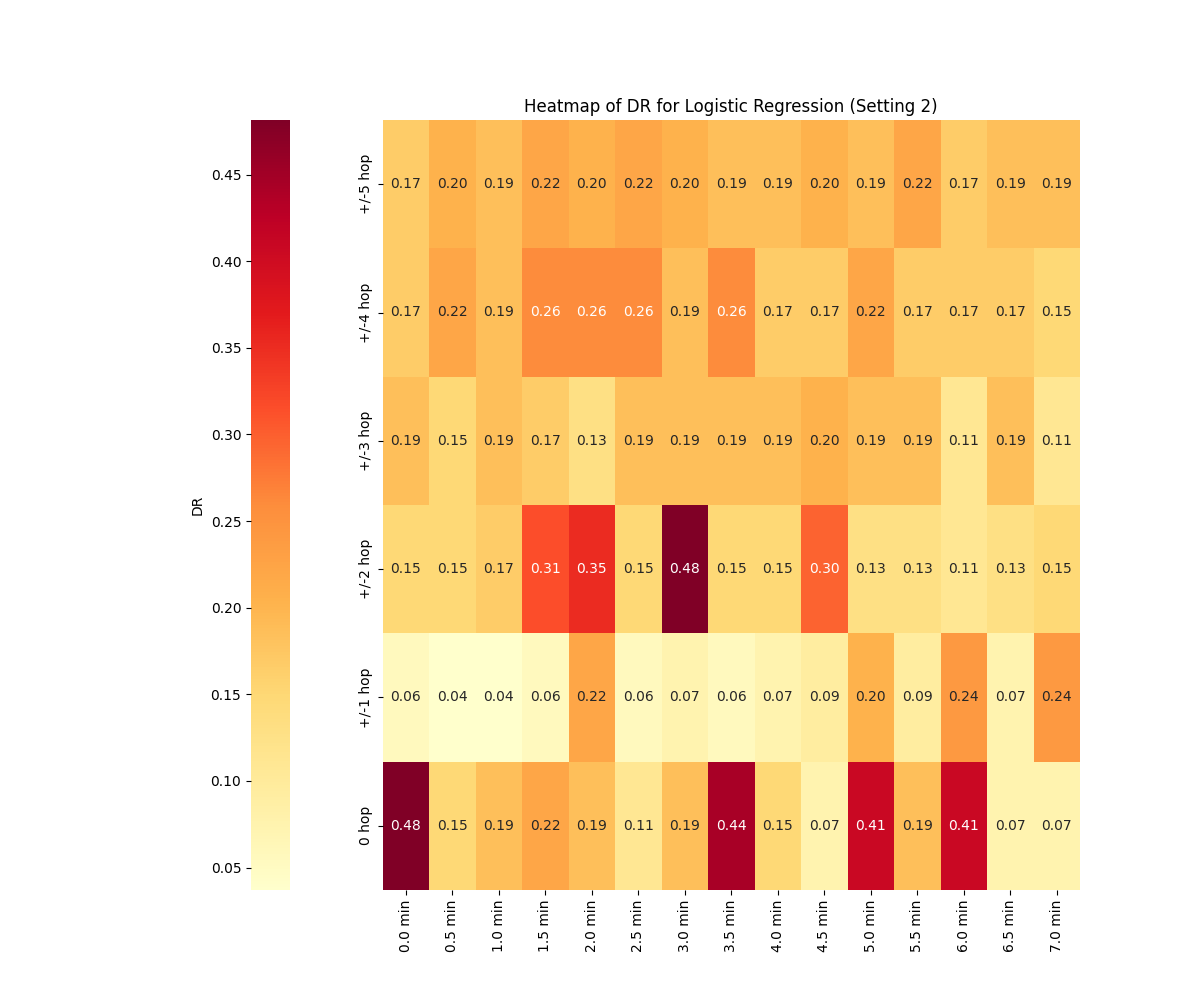 Heatmap of DR for Logistic Regression (Setting 2)
DR
0.45
0.40
0.35
0.30
0.25
0.20
0.15
0.10
0.05
+/-5 hop 0.17 0.20 0.19 0.22 0.20 0.22 0.20 0.19 0.19 0.20 0.19 0.22 0.17 0.19 0.19
+/-4 hop 0.17 0.22 0.19 0.26 0.26 0.26 0.19 0.26 0.17 0.17 0.22 0.17 0.17 0.17 0.15
+/-3 hop 0.19 0.15 0.19 0.17 0.13 0.19 0.19 0.19 0.19 0.20 0.19 0.19 0.11 0.19 0.11
+/-2 hop 0.15 0.15 0.17 0.31 0.35 0.15 0.48 0.15 0.15 0.30 0.13 0.13 0.11 0.13 0.15
+/-1 hop 0.06 0.04 0.04 0.06 0.22 0.06 0.07 0.06 0.07 0.09 0.20 0.09 0.24 0.07 0.24
0 hop 0.48 0.15 0.19 0.22 0.19 0.11 0.19 0.44 0.15 0.07 0.41 0.19 0.41 0.07 0.07
0.0 min 0.5 min 1.0 min 1.5 min 2.0 min 2.5 min 3.0 min 3.5 min 4.0 min 4.5 min 5.0 min 5.5 min 6.0 min 6.5 min 7.0 min